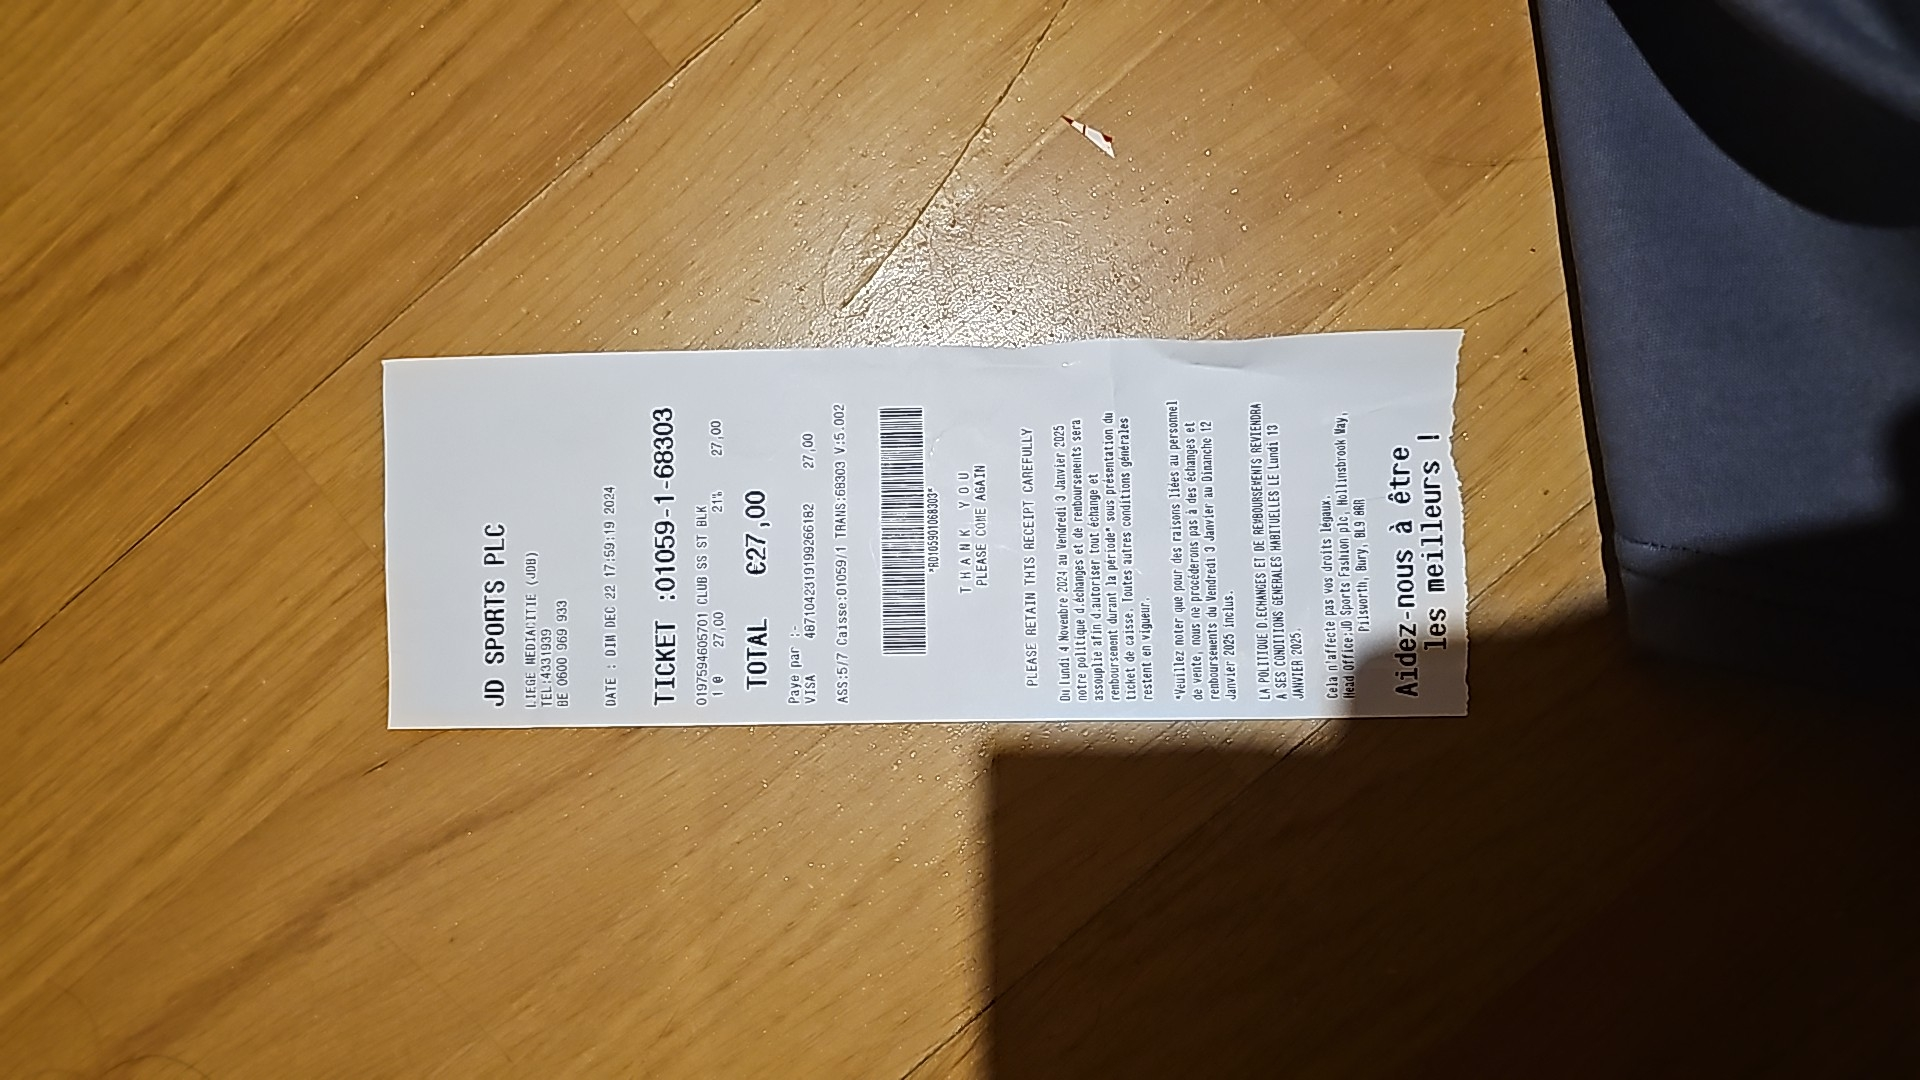 JD SPORTS PLC
LIEGE MEDIACITIE (JDB)
TEL:4331939
BE 0600 969 933
DATE : DIM DEC 22 17:59:19 2024
TICKET :01059-1-68303
0197594605701 CLUB SS ST BLK
1 @ 27,00 21% 27,00
TOTAL €27,00
Paye par :-
VISA 4871042319199266182 27,00
ASS:5/7 Caisse:01059/1 TRANS:68303 V:5.002
*R0105901068303*
THANK YOU
PLEASE COME AGAIN
PLEASE RETAIN THIS RECEIPT CAREFULLY
Du lundi 4 Novembre 2024 au Vendredi 3 Janvier 2025
notre politique d.échanges et de remboursements sera
assouplie afin d.autoriser tout échange et
remboursement durant la période* sous présentation du
ticket de caisse. Toutes autres conditions générales
restent en vigueur.
*Veuillez noter que pour des raisons liées au personnel
de vente, nous ne procéderons pas à des échanges et
remboursements du Vendredi 3 Janvier au Dimanche 12
Janvier 2025 inclus.
LA POLITIQUE D.ECHANGES ET DE REMBOURSEMENTS REVIENDRA
A SES CONDITIONS GENERALES HABITUELLES LE Lundi 13
JANVIER 2025.
Cela n'affecte pas vos droits légaux.
Head Office:JD Sports Fashion plc, Hollinsbrook Way,
Pilsworth, Bury, BL9 8RR
Aidez-nous à être
les meilleurs !